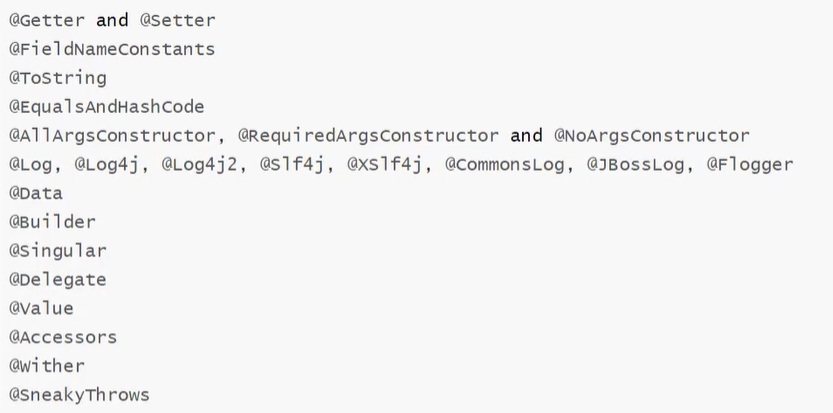 @Getter and @Setter
@FieldNameConstants
@ToString
@EqualsAndHashCode
@AllArgsConstructor, @RequiredArgsConstructor and @NoArgsConstructor
@Log, @Log4j, @Log4j2, @Slf4j, @XSlf4j, @CommonsLog, @JBossLog, @Flogger
@Data
@Builder
@Singular
@Delegate
@Value
@Accessors
@Wither
@SneakyThrows